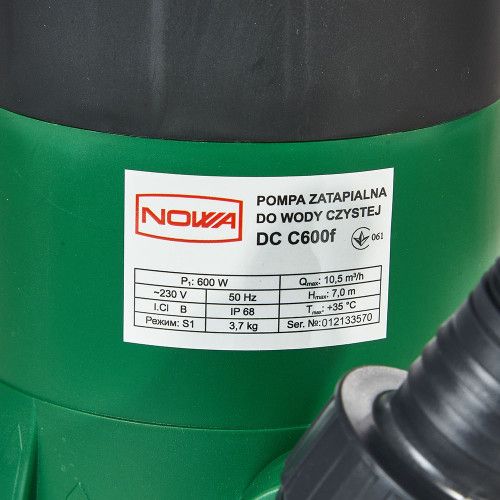 NOWA
POMPA ZATAPIALNA
DO WODY CZYSTEJ
DC C600f
061
P₁: 600 W
Qmax: 10,5 m³/h
~230 V
50 Hz
Hmax: 7,0 m
I.Cl B
IP 68
Tmax: +35 °C
Режим: S1
3,7 kg
Ser. №:012133570